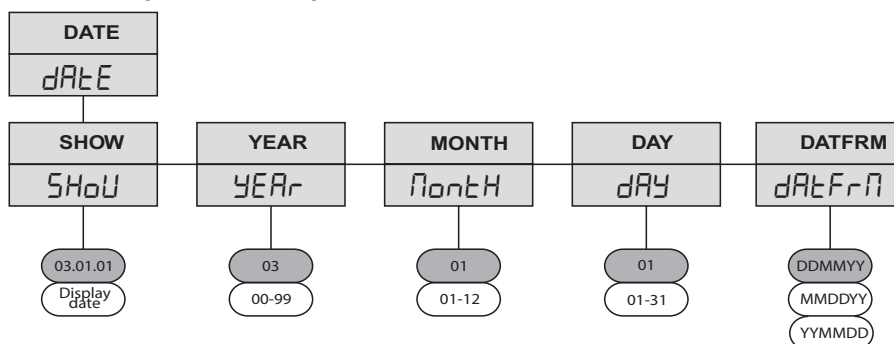 DATE
dAtE
SHOW YEAR MONTH DAY DATFRM
SHoU YEAr MontH dAY dAtFrM
03.01.01 03 01 01 DDMMYY
Display date 00-99 01-12 01-31 MMDDYY
YYMMDD